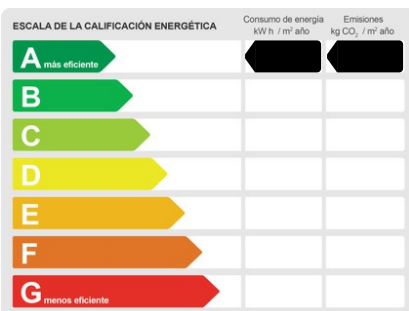 ESCALA DE LA CALIFICACIÓN ENERGÉTICA
Consumo de energía
kW h / m² año
Emisiones
kg CO₂ / m² año
A más eficiente
B
C
D
E
F
G menos eficiente